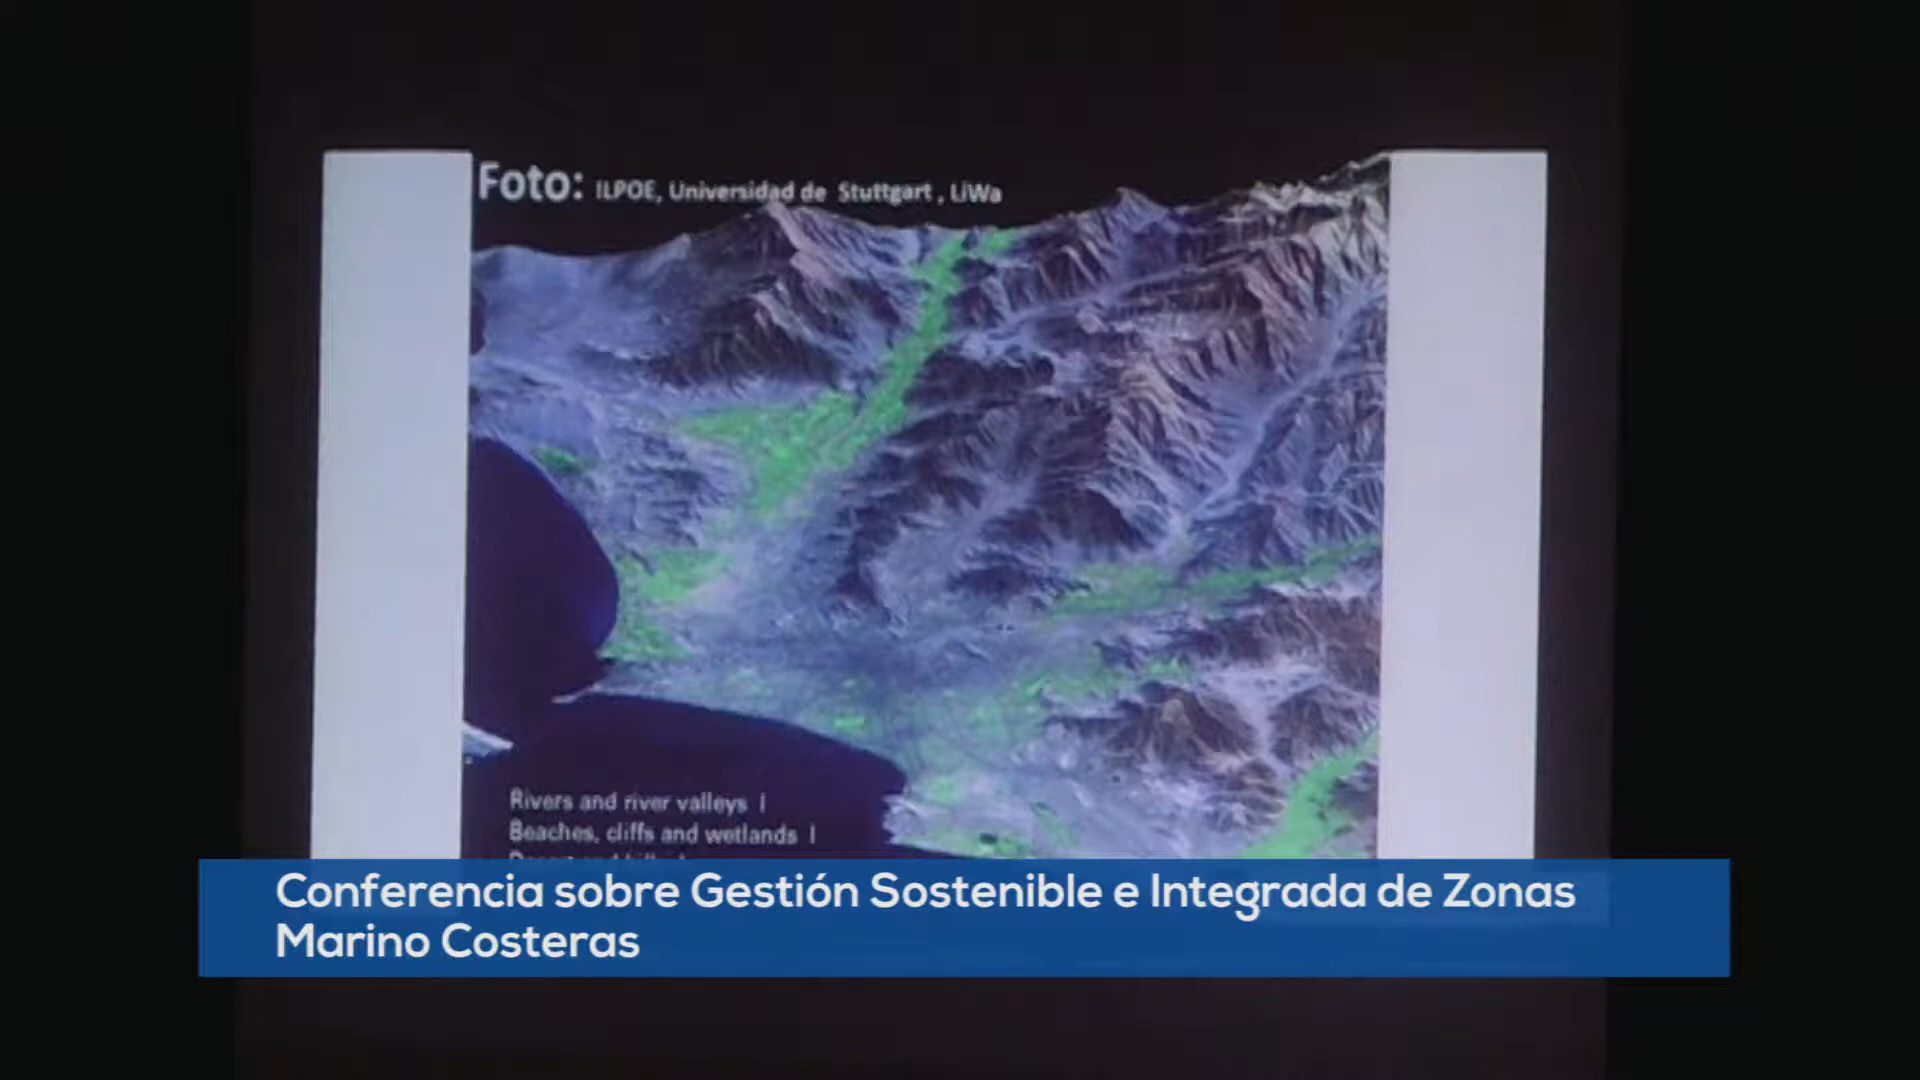 Foto: ILPOE, Universidad de Stuttgart, LiWa
Rivers and river valleys |
Beaches, cliffs and wetlands |
Conferencia sobre Gestión Sostenible e Integrada de Zonas
Marino Costeras